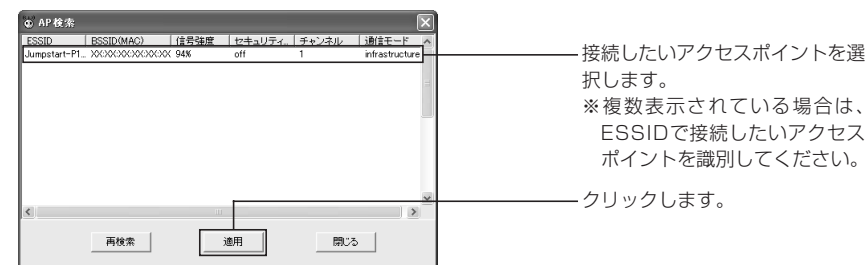 AP検索
ESSID BSSID(MAC) 信号強度 セキュリティ.. チャンネル 通信モード
Jumpstart-P1... XX:XX:XX:XX:XX:XX 94% off 1 infrastructure
再検索 適用 閉じる
接続したいアクセスポイントを選
択します。
※複数表示されている場合は、
ESSIDで接続したいアクセス
ポイントを識別してください。
クリックします。